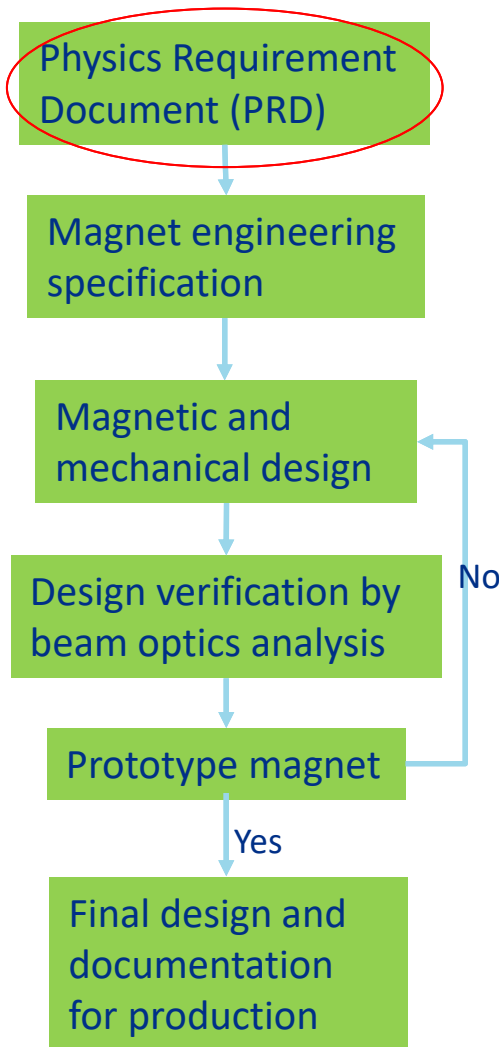 Physics Requirement
Document (PRD)
Magnet engineering
specification
Magnetic and
mechanical design
Design verification by
beam optics analysis
No
Prototype magnet
Yes
Final design and
documentation
for production